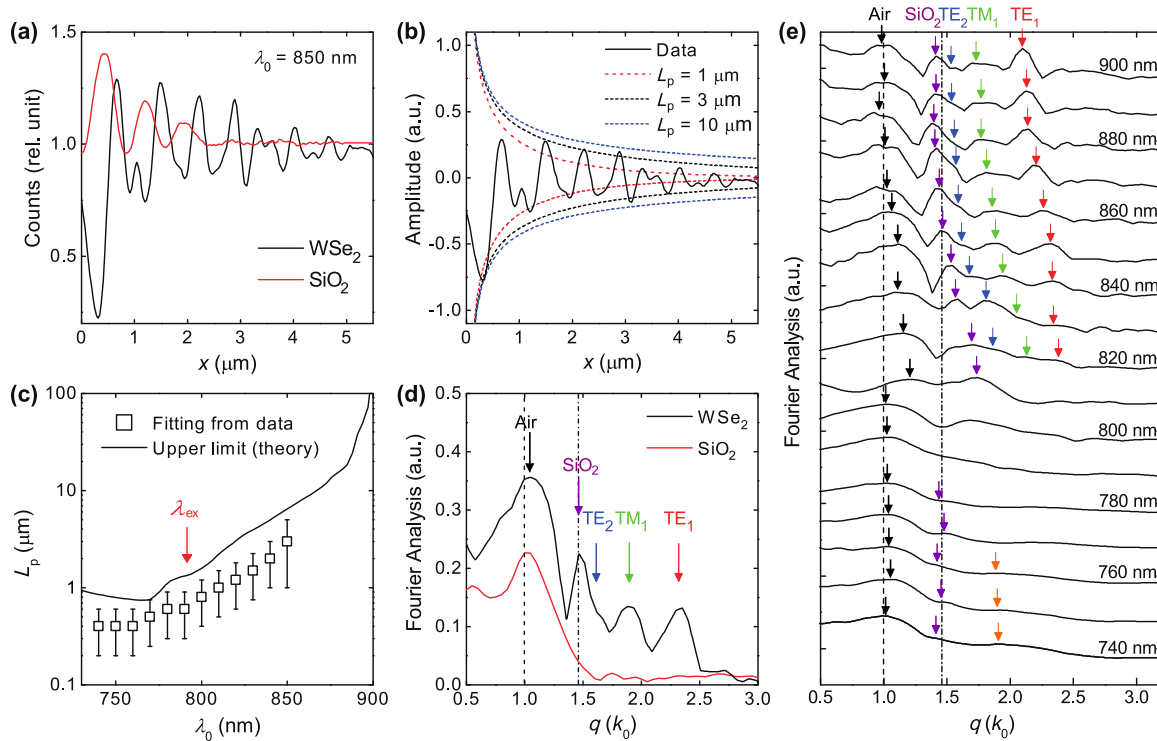 (a)
1.5
1.0
0.5
Counts (rel. unit)
λ₀ = 850 nm
WSe₂
SiO₂
0 1 2 3 4 5
x (μm)
(b)
1.0
0.5
0.0
-0.5
-1.0
Amplitude (a.u.)
Data
Lₚ = 1 μm
Lₚ = 3 μm
Lₚ = 10 μm
0 1 2 3 4 5
x (μm)
(c)
100
10
1
0.1
Lₚ (μm)
Fitting from data
Upper limit (theory)
λₑₓ
750 800 850 900
λ₀ (nm)
(d)
0.5
0.4
0.3
0.2
0.1
0.0
Fourier Analysis (a.u.)
WSe₂
SiO₂
Air
SiO₂
TE₂
TM₁
TE₁
0.5 1.0 1.5 2.0 2.5 3.0
q (k₀)
(e)
Air SiO₂ TE₂ TM₁ TE₁
900 nm
880 nm
860 nm
840 nm
820 nm
800 nm
780 nm
760 nm
740 nm
Fourier Analysis (a.u.)
0.5 1.0 1.5 2.0 2.5 3.0
q (k₀)